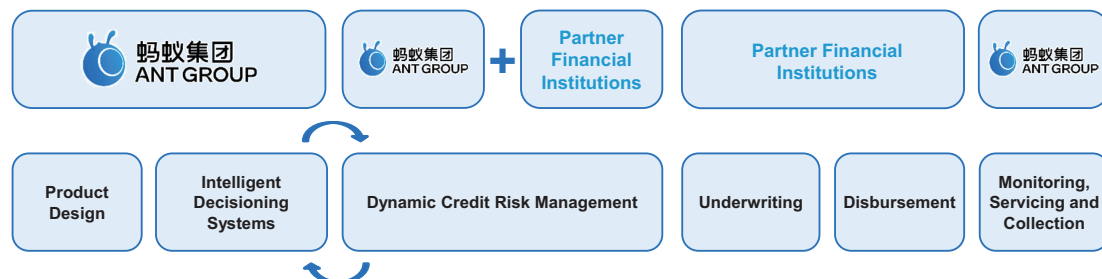 蚂蚁集团
ANT GROUP
蚂蚁集团
ANT GROUP
+
Partner
Financial
Institutions
Partner Financial
Institutions
蚂蚁集团
ANT GROUP
Product
Design
Intelligent
Decisioning
Systems
Dynamic Credit Risk Management
Underwriting
Disbursement
Monitoring,
Servicing and
Collection